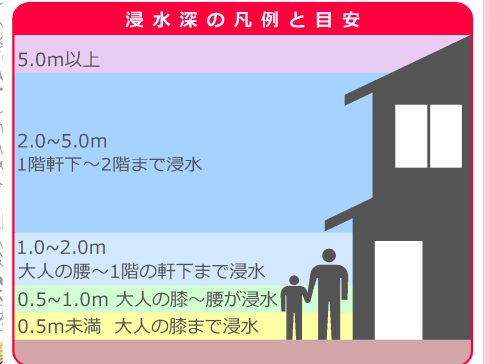 浸水深の凡例と目安
5.0m以上
2.0~5.0m
1階軒下～2階まで浸水
1.0~2.0m
大人の腰～1階の軒下まで浸水
0.5~1.0m 大人の膝～腰が浸水
0.5m未満 大人の膝まで浸水